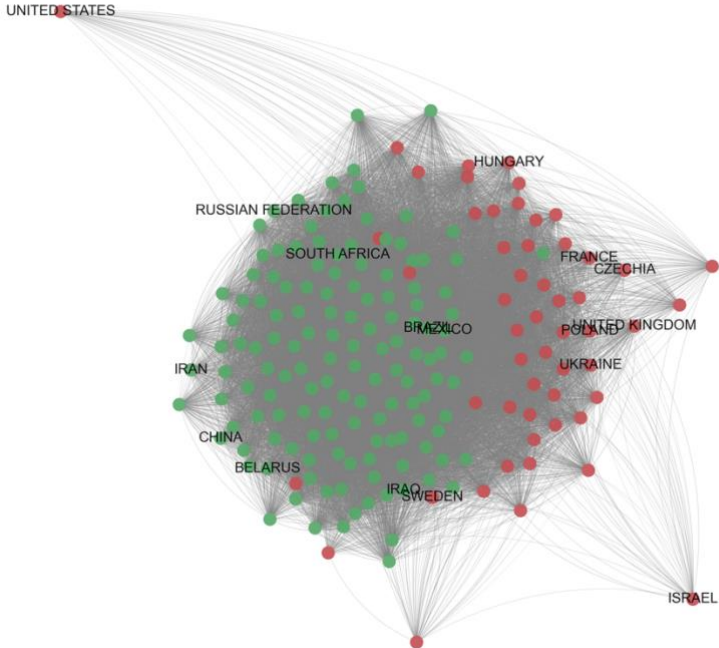 UNITED STATES
HUNGARY
RUSSIAN FEDERATION
SOUTH AFRICA
FRANCE
CZECHIA
BRAZIL
MEXICO
UNITED KINGDOM
POLAND
UKRAINE
IRAN
CHINA
BELARUS
IRAQ
SWEDEN
ISRAEL